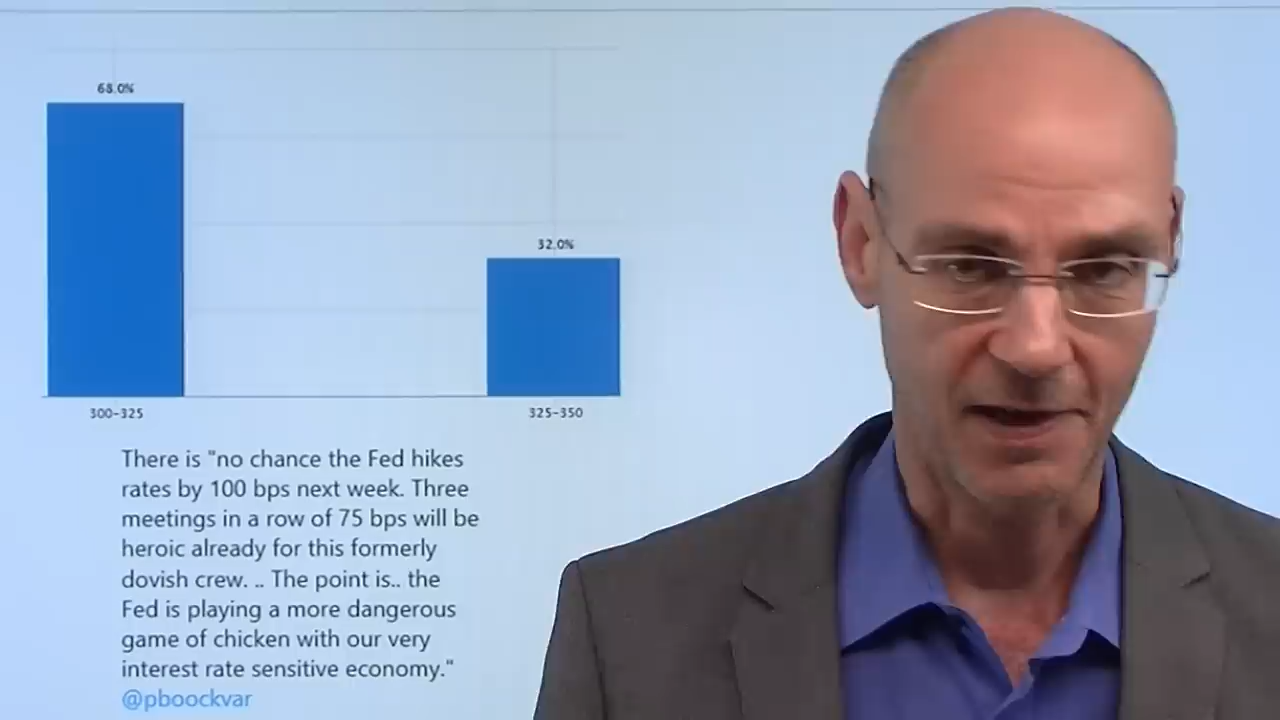 68.0%
32.0%
300-325
325-350
There is "no chance the Fed hikes
rates by 100 bps next week. Three
meetings in a row of 75 bps will be
heroic already for this formerly
dovish crew. .. The point is.. the
Fed is playing a more dangerous
game of chicken with our very
interest rate sensitive economy."
@pboockvar